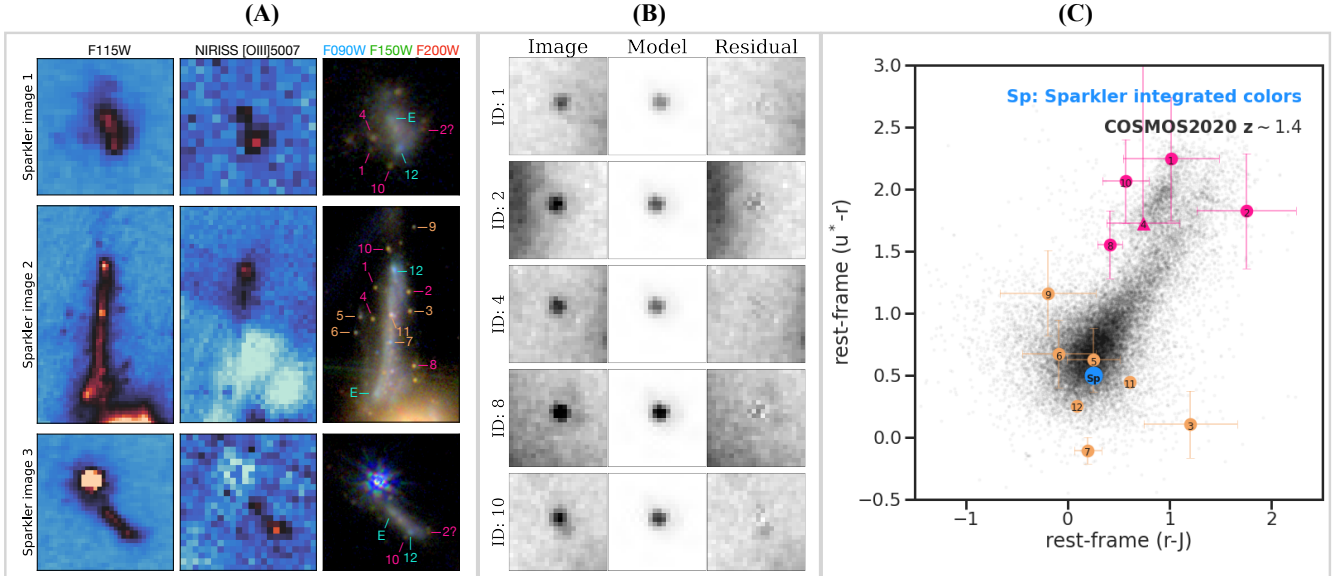 (A)
F115W
NIRISS [OIII]5007
F090W F150W F200W
Sparkler image 1
4
E
2?
1
12
10
Sparkler image 2
9
10
12
1
2
4
3
5
6
11
7
8
E
Sparkler image 3
E
2?
10
12
(B)
Image Model Residual
ID: 1
ID: 2
ID: 4
ID: 8
ID: 10
(C)
Sp: Sparkler integrated colors
COSMOS2020 z ~ 1.4
rest-frame (u*-r)
3.0
2.5
2.0
1.5
1.0
0.5
0.0
−0.5
1
10
2
4
8
9
6
5
Sp
11
12
3
7
−1
0
1
2
rest-frame (r-J)